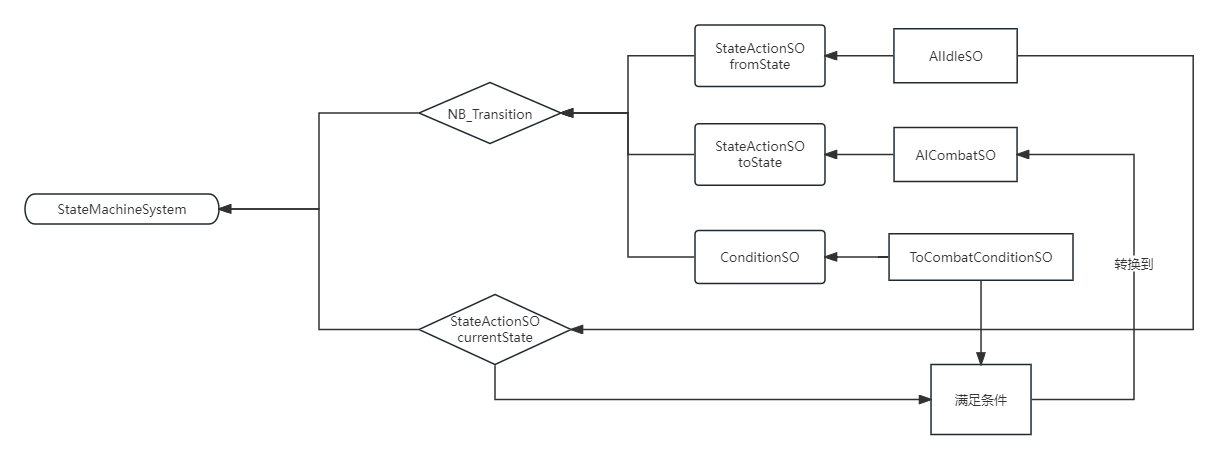 StateActionSO
fromState
AIIdleSO
NB_Transition
StateActionSO
toState
AICombatSO
StateMachineSystem
ConditionSO
ToCombatConditionSO
转换到
StateActionSO
currentState
满足条件